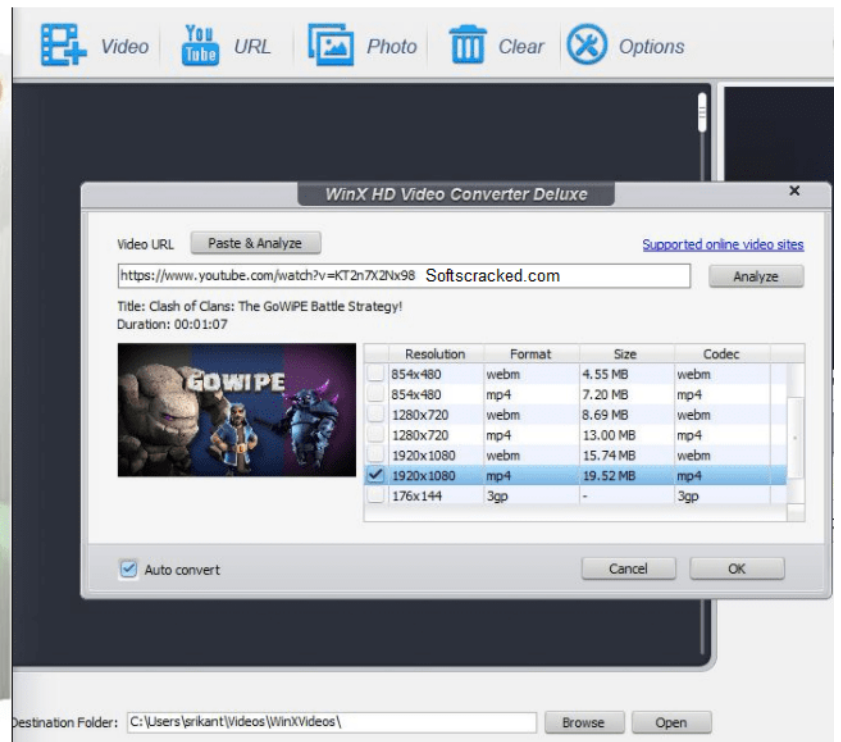 Video You Tube URL Photo Clear Options
WinX HD Video Converter Deluxe
Video URL Paste & Analyze Supported online video sites
https://www.youtube.com/watch?v=KT2n7X2Nx98 Softscracked.com Analyze
Title: Clash of Clans: The GoWiPE Battle Strategy!
Duration: 00:01:07
GOWIPE
Resolution Format Size Codec
854x480 webm 4.55 MB webm
854x480 mp4 7.20 MB mp4
1280x720 webm 8.69 MB webm
1280x720 mp4 13.00 MB mp4
1920x1080 webm 15.74 MB webm
1920x1080 mp4 19.52 MB mp4
176x144 3gp - 3gp
Auto convert Cancel OK
Destination Folder: C:\Users\srikant\Videos\WinXVideos\ Browse Open